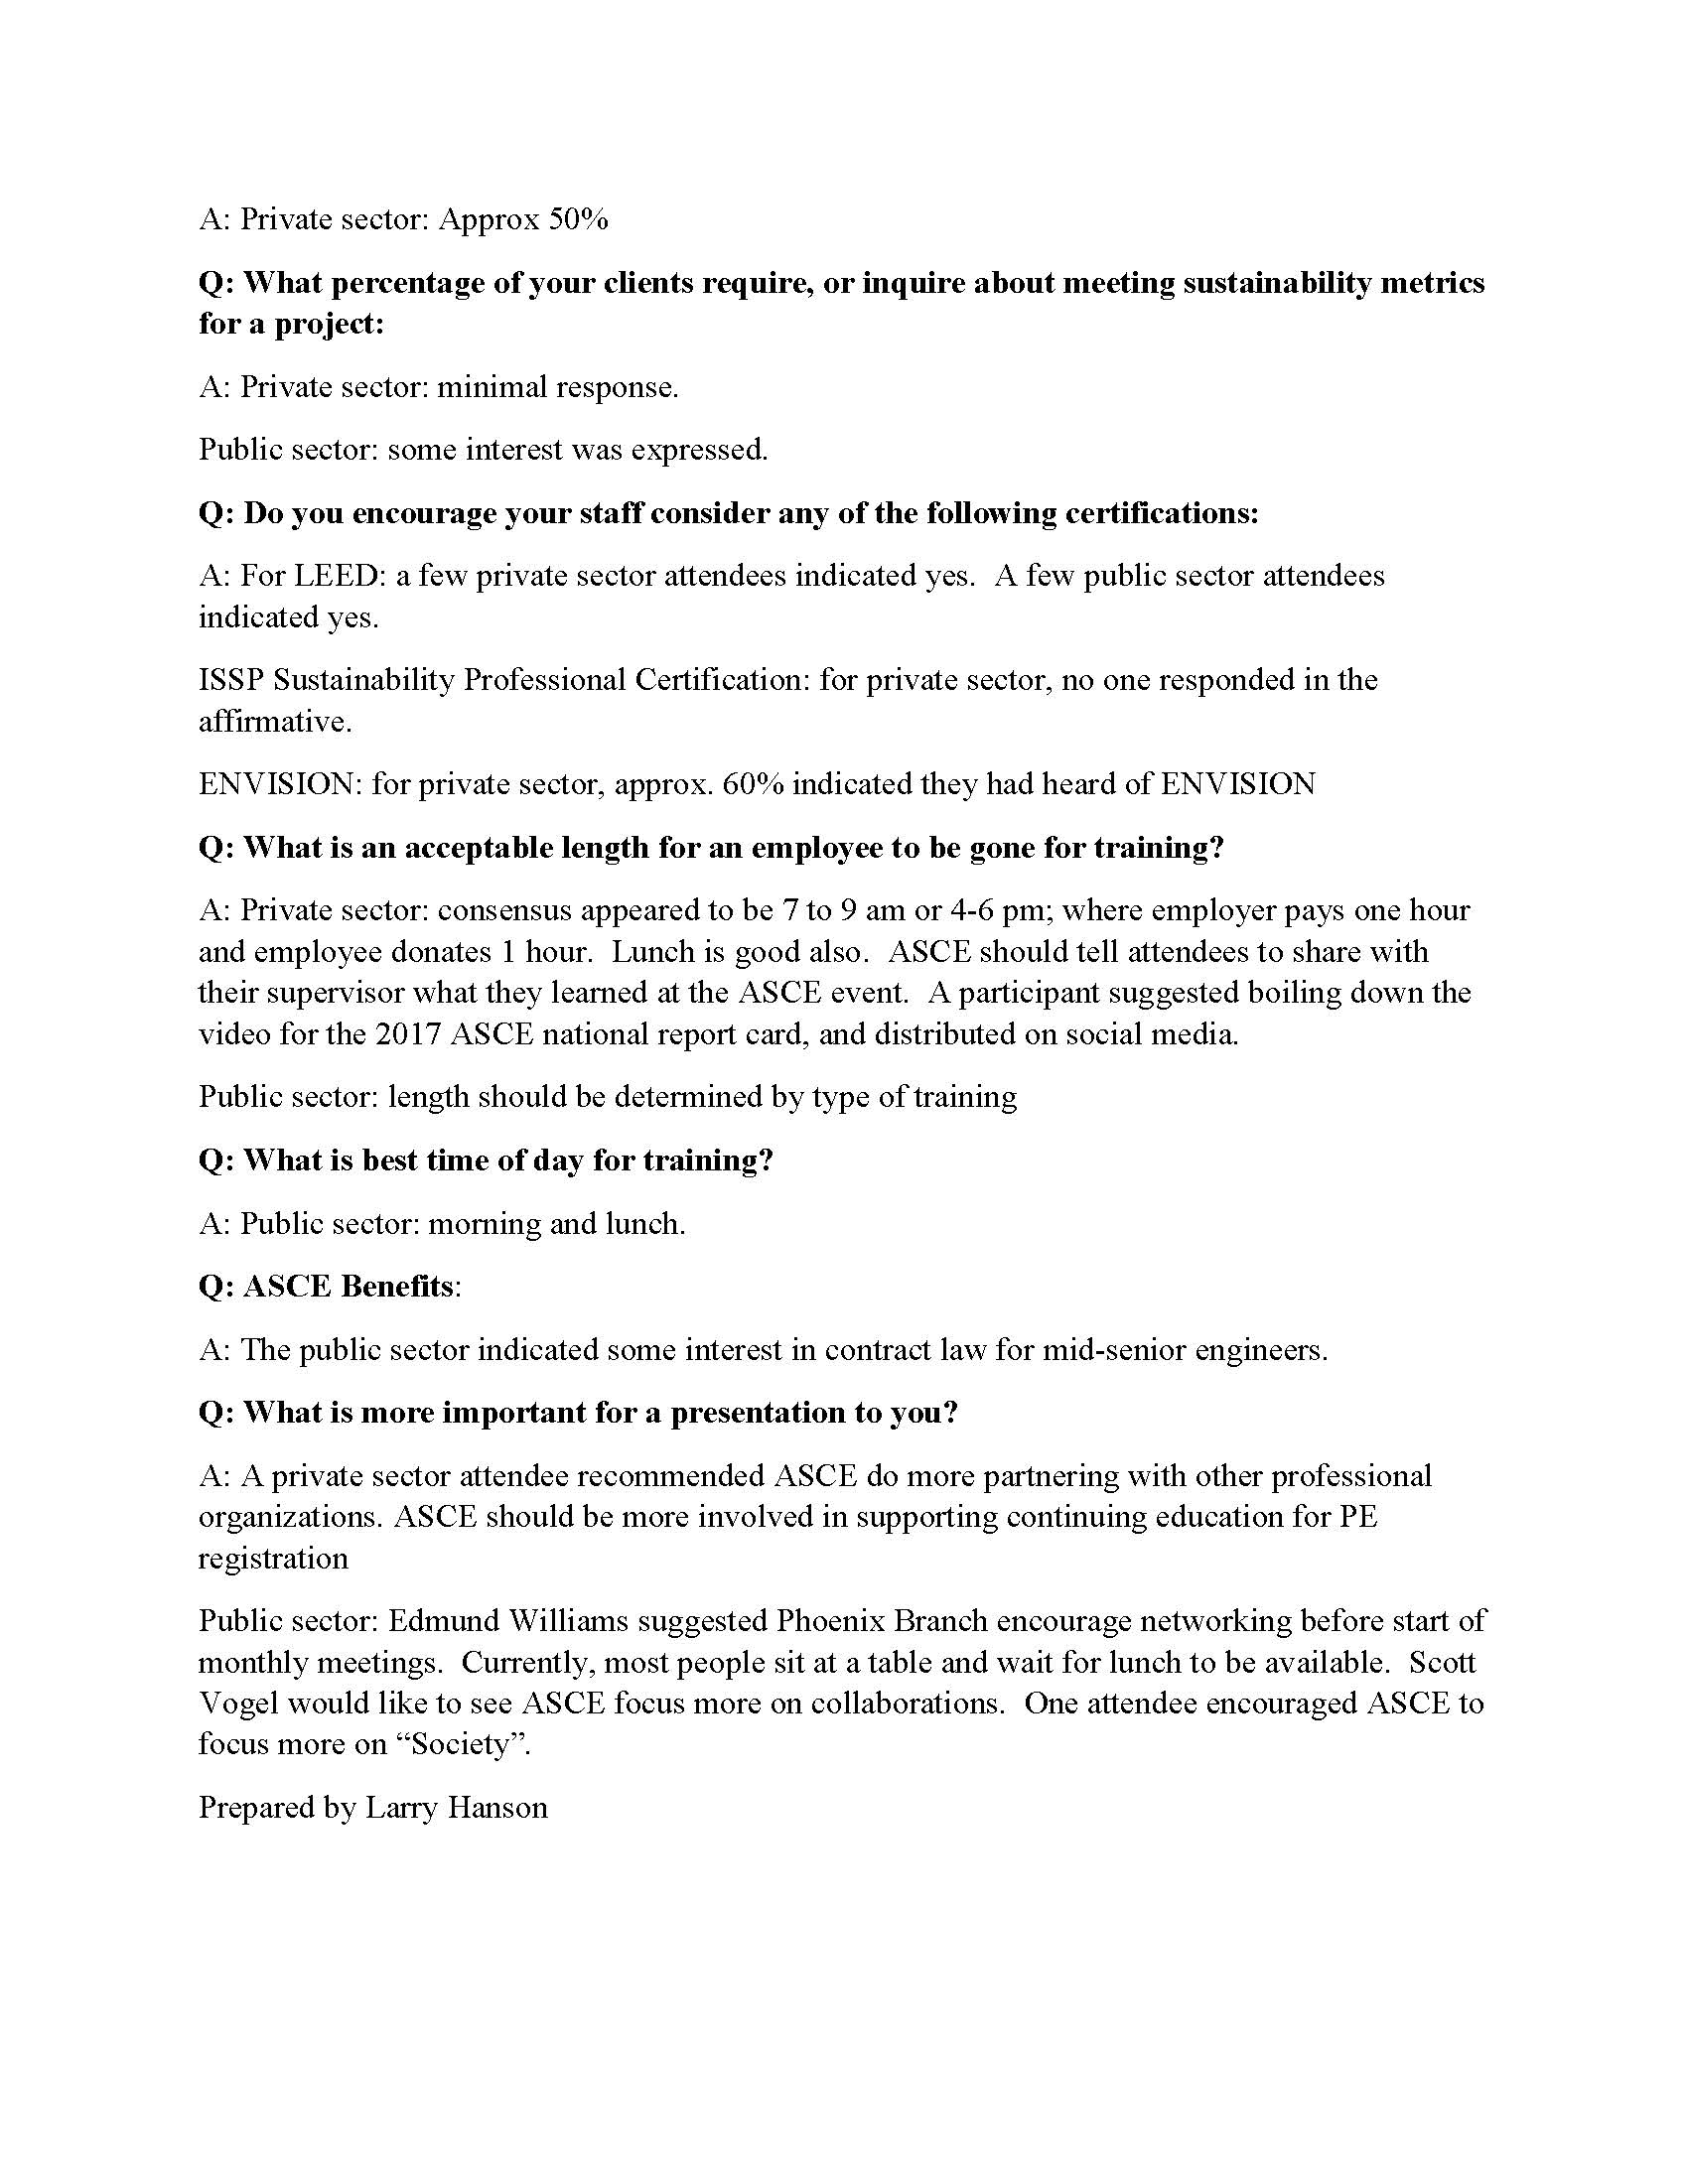 A: Private sector: Approx 50%
Q: What percentage of your clients require, or inquire about meeting sustainability metrics
for a project:
A: Private sector: minimal response.
Public sector: some interest was expressed.
Q: Do you encourage your staff consider any of the following certifications:
A: For LEED: a few private sector attendees indicated yes.  A few public sector attendees
indicated yes.
ISSP Sustainability Professional Certification: for private sector, no one responded in the
affirmative.
ENVISION: for private sector, approx. 60% indicated they had heard of ENVISION
Q: What is an acceptable length for an employee to be gone for training?
A: Private sector: consensus appeared to be 7 to 9 am or 4-6 pm; where employer pays one hour
and employee donates 1 hour.  Lunch is good also.  ASCE should tell attendees to share with
their supervisor what they learned at the ASCE event.  A participant suggested boiling down the
video for the 2017 ASCE national report card, and distributed on social media.
Public sector: length should be determined by type of training
Q: What is best time of day for training?
A: Public sector: morning and lunch.
Q: ASCE Benefits:
A: The public sector indicated some interest in contract law for mid-senior engineers.
Q: What is more important for a presentation to you?
A: A private sector attendee recommended ASCE do more partnering with other professional
organizations. ASCE should be more involved in supporting continuing education for PE
registration
Public sector: Edmund Williams suggested Phoenix Branch encourage networking before start of
monthly meetings.  Currently, most people sit at a table and wait for lunch to be available.  Scott
Vogel would like to see ASCE focus more on collaborations.  One attendee encouraged ASCE to
focus more on “Society”.
Prepared by Larry Hanson